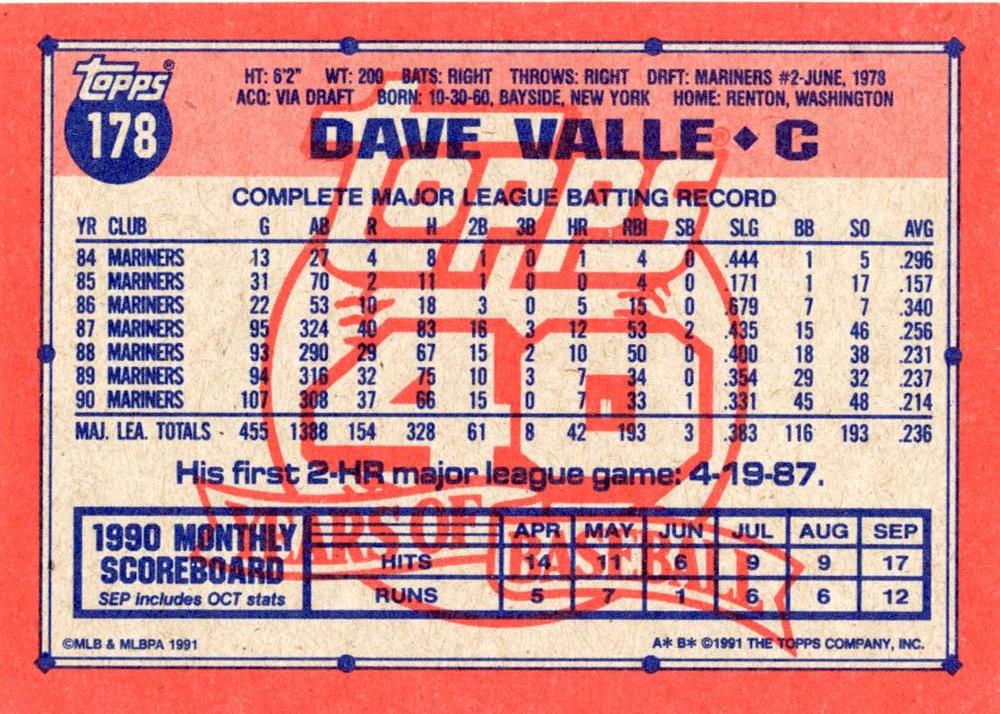 topps®
178
HT: 6'2" WT: 200 BATS: RIGHT THROWS: RIGHT DRFT: MARINERS #2-JUNE, 1978
ACQ: VIA DRAFT BORN: 10-30-60, BAYSIDE, NEW YORK HOME: RENTON, WASHINGTON
DAVE VALLE ◆ C
Topps®
40
YEARS OF BASEBALL
COMPLETE MAJOR LEAGUE BATTING RECORD
YR CLUB G AB R H 2B 3B HR RBI SB SLG BB SO AVG
84 MARINERS 13 27 4 8 1 0 1 4 0 .444 1 5 .296
85 MARINERS 31 70 2 11 1 0 0 4 0 .171 1 17 .157
86 MARINERS 22 53 10 18 3 0 5 15 0 .679 7 7 .340
87 MARINERS 95 324 40 83 16 3 12 53 2 .435 15 46 .256
88 MARINERS 93 290 29 67 15 2 10 50 0 .400 18 38 .231
89 MARINERS 94 316 32 75 10 3 7 34 0 .354 29 32 .237
90 MARINERS 107 308 37 66 15 0 7 33 1 .331 45 48 .214
MAJ. LEA. TOTALS 455 1388 154 328 61 8 42 193 3 .383 116 193 .236
His first 2-HR major league game: 4-19-87.
1990 MONTHLY
SCOREBOARD
SEP includes OCT stats
APR MAY JUN JUL AUG SEP
HITS 14 11 6 9 9 17
RUNS 5 7 1 6 6 12
©MLB & MLBPA 1991
A* B* ©1991 THE TOPPS COMPANY, INC.